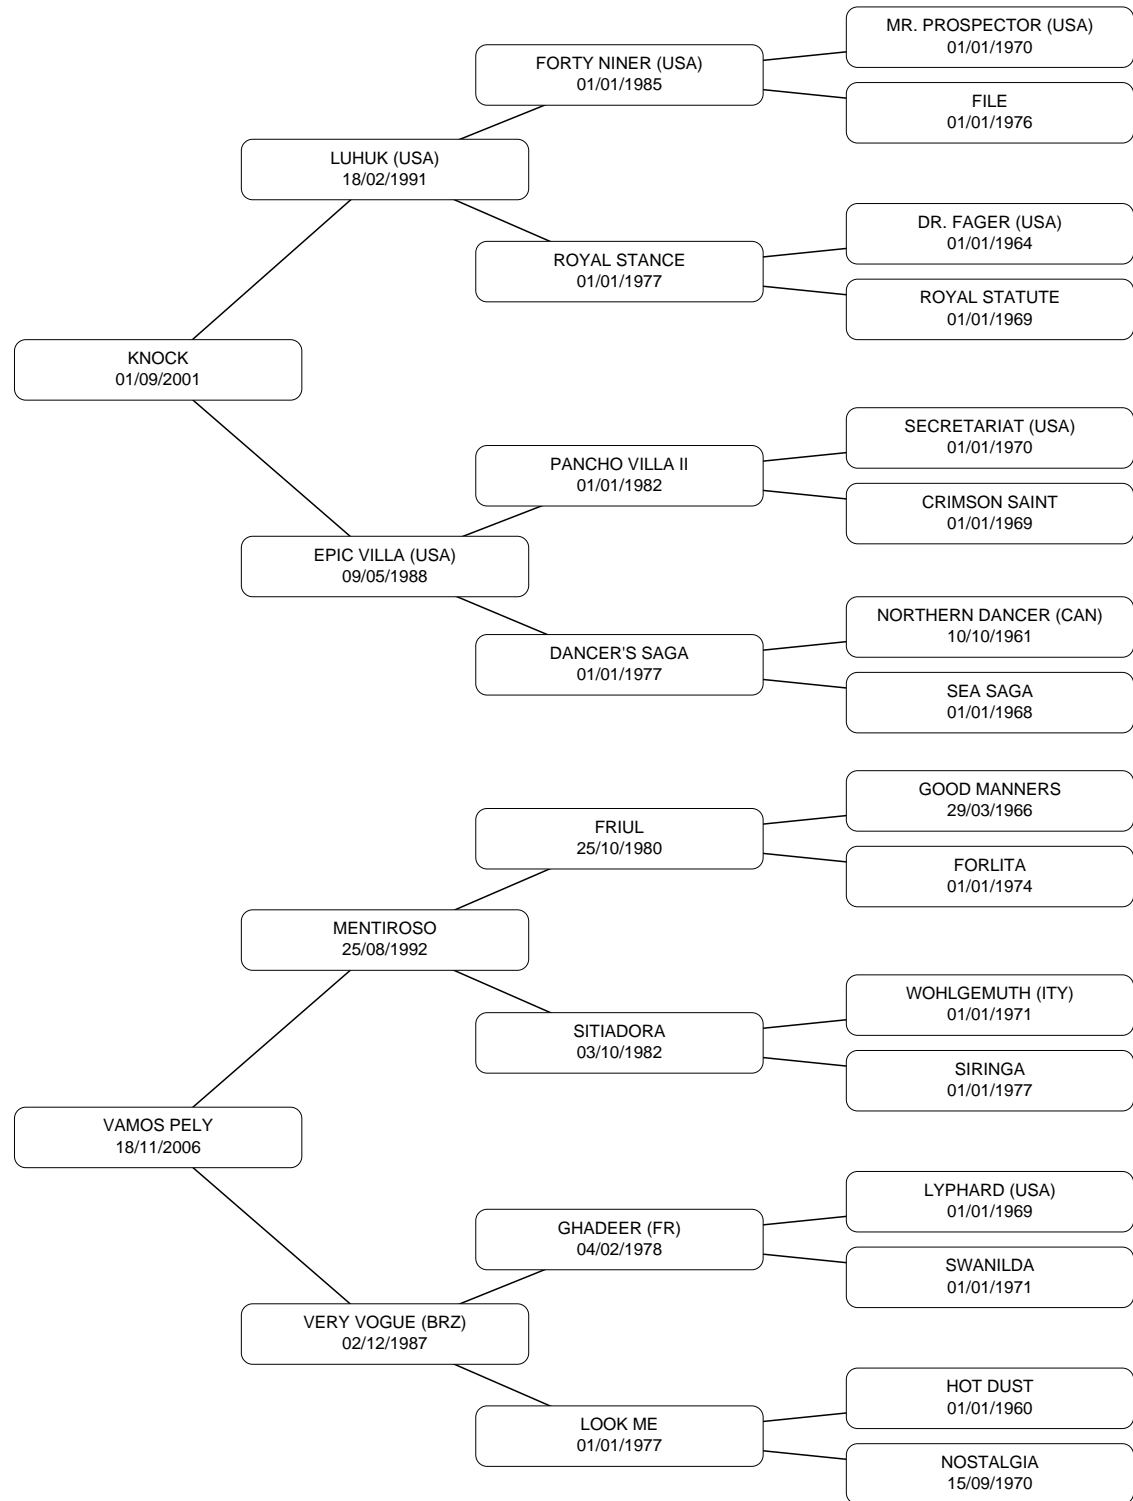 MR. PROSPECTOR (USA)
01/01/1970
FORTY NINER (USA)
01/01/1985
FILE
01/01/1976
LUHUK (USA)
18/02/1991
DR. FAGER (USA)
01/01/1964
ROYAL STANCE
01/01/1977
ROYAL STATUTE
01/01/1969
KNOCK
01/09/2001
SECRETARIAT (USA)
01/01/1970
PANCHO VILLA II
01/01/1982
CRIMSON SAINT
01/01/1969
EPIC VILLA (USA)
09/05/1988
NORTHERN DANCER (CAN)
10/10/1961
DANCER'S SAGA
01/01/1977
SEA SAGA
01/01/1968
GOOD MANNERS
29/03/1966
FRIUL
25/10/1980
FORLITA
01/01/1974
MENTIROSO
25/08/1992
WOHLGEMUTH (ITY)
01/01/1971
SITIADORA
03/10/1982
SIRINGA
01/01/1977
VAMOS PELY
18/11/2006
LYPHARD (USA)
01/01/1969
GHADEER (FR)
04/02/1978
SWANILDA
01/01/1971
VERY VOGUE (BRZ)
02/12/1987
HOT DUST
01/01/1960
LOOK ME
01/01/1977
NOSTALGIA
15/09/1970